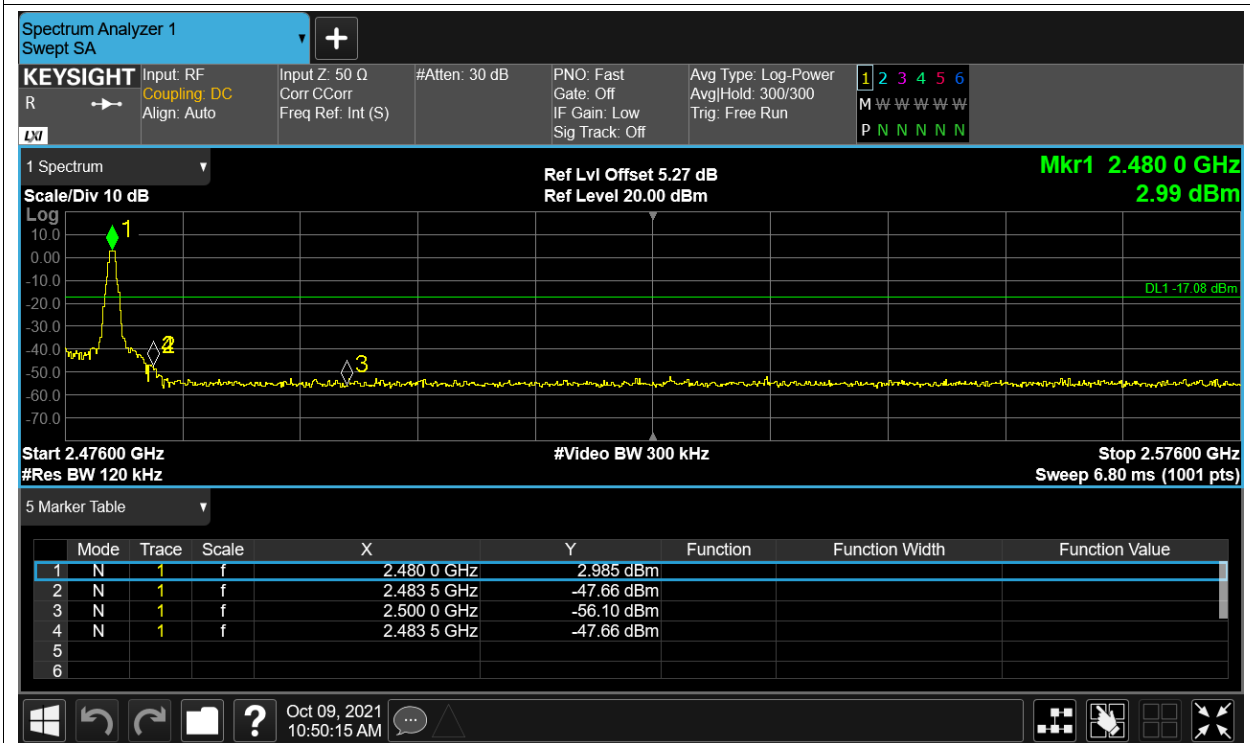 Spectrum Analyzer 1
Swept SA
KEYSIGHT Input: RF Input Z: 50 Ω #Atten: 30 dB PNO: Fast Avg Type: Log-Power 1 2 3 4 5 6
R Coupling: DC Corr CCorr Gate: Off Avg|Hold: 300/300 M W W W W W
Align: Auto Freq Ref: Int (S) IF Gain: Low Trig: Free Run
LXI Sig Track: Off P N N N N N
1 Spectrum Ref Lvl Offset 5.27 dB Mkr1 2.480 0 GHz
Scale/Div 10 dB Ref Level 20.00 dBm 2.99 dBm
Log
10.0 1
0.00
-10.0 DL1 -17.08 dBm
-20.0
-30.0
-40.0
-50.0 3
-60.0
-70.0
Start 2.47600 GHz #Video BW 300 kHz Stop 2.57600 GHz
#Res BW 120 kHz Sweep 6.80 ms (1001 pts)
5 Marker Table
Mode Trace Scale X Y Function Function Width Function Value
1 N 1 f 2.480 0 GHz 2.985 dBm
2 N 1 f 2.483 5 GHz -47.66 dBm
3 N 1 f 2.500 0 GHz -56.10 dBm
4 N 1 f 2.483 5 GHz -47.66 dBm
5
6
? Oct 09, 2021
10:50:15 AM